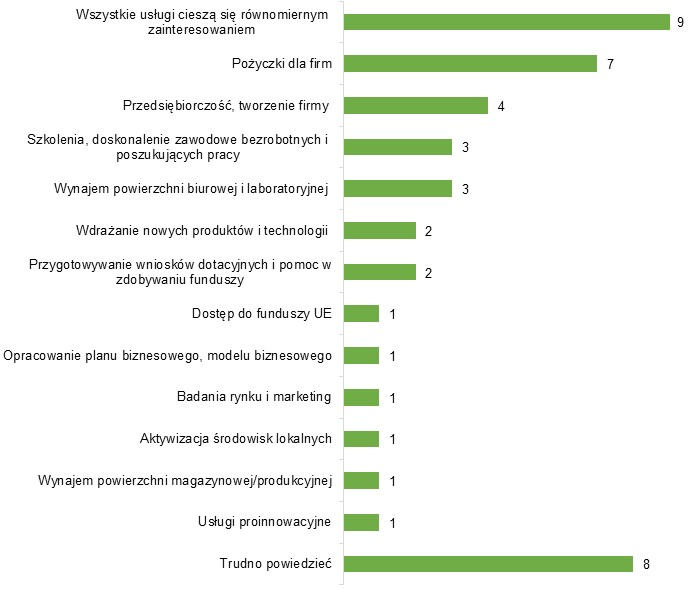 Wszystkie usługi cieszą się równomiernym
zainteresowaniem
9
Pożyczki dla firm
7
Przedsiębiorczość, tworzenie firmy
4
Szkolenia, doskonalenie zawodowe bezrobotnych i
poszukujących pracy
3
Wynajem powierzchni biurowej i laboratoryjnej
3
Wdrażanie nowych produktów i technologii
2
Przygotowywanie wniosków dotacyjnych i pomoc w
zdobywaniu funduszy
2
Dostęp do funduszy UE
1
Opracowanie planu biznesowego, modelu biznesowego
1
Badania rynku i marketing
1
Aktywizacja środowisk lokalnych
1
Wynajem powierzchni magazynowej/produkcyjnej
1
Usługi proinnowacyjne
1
Trudno powiedzieć
8